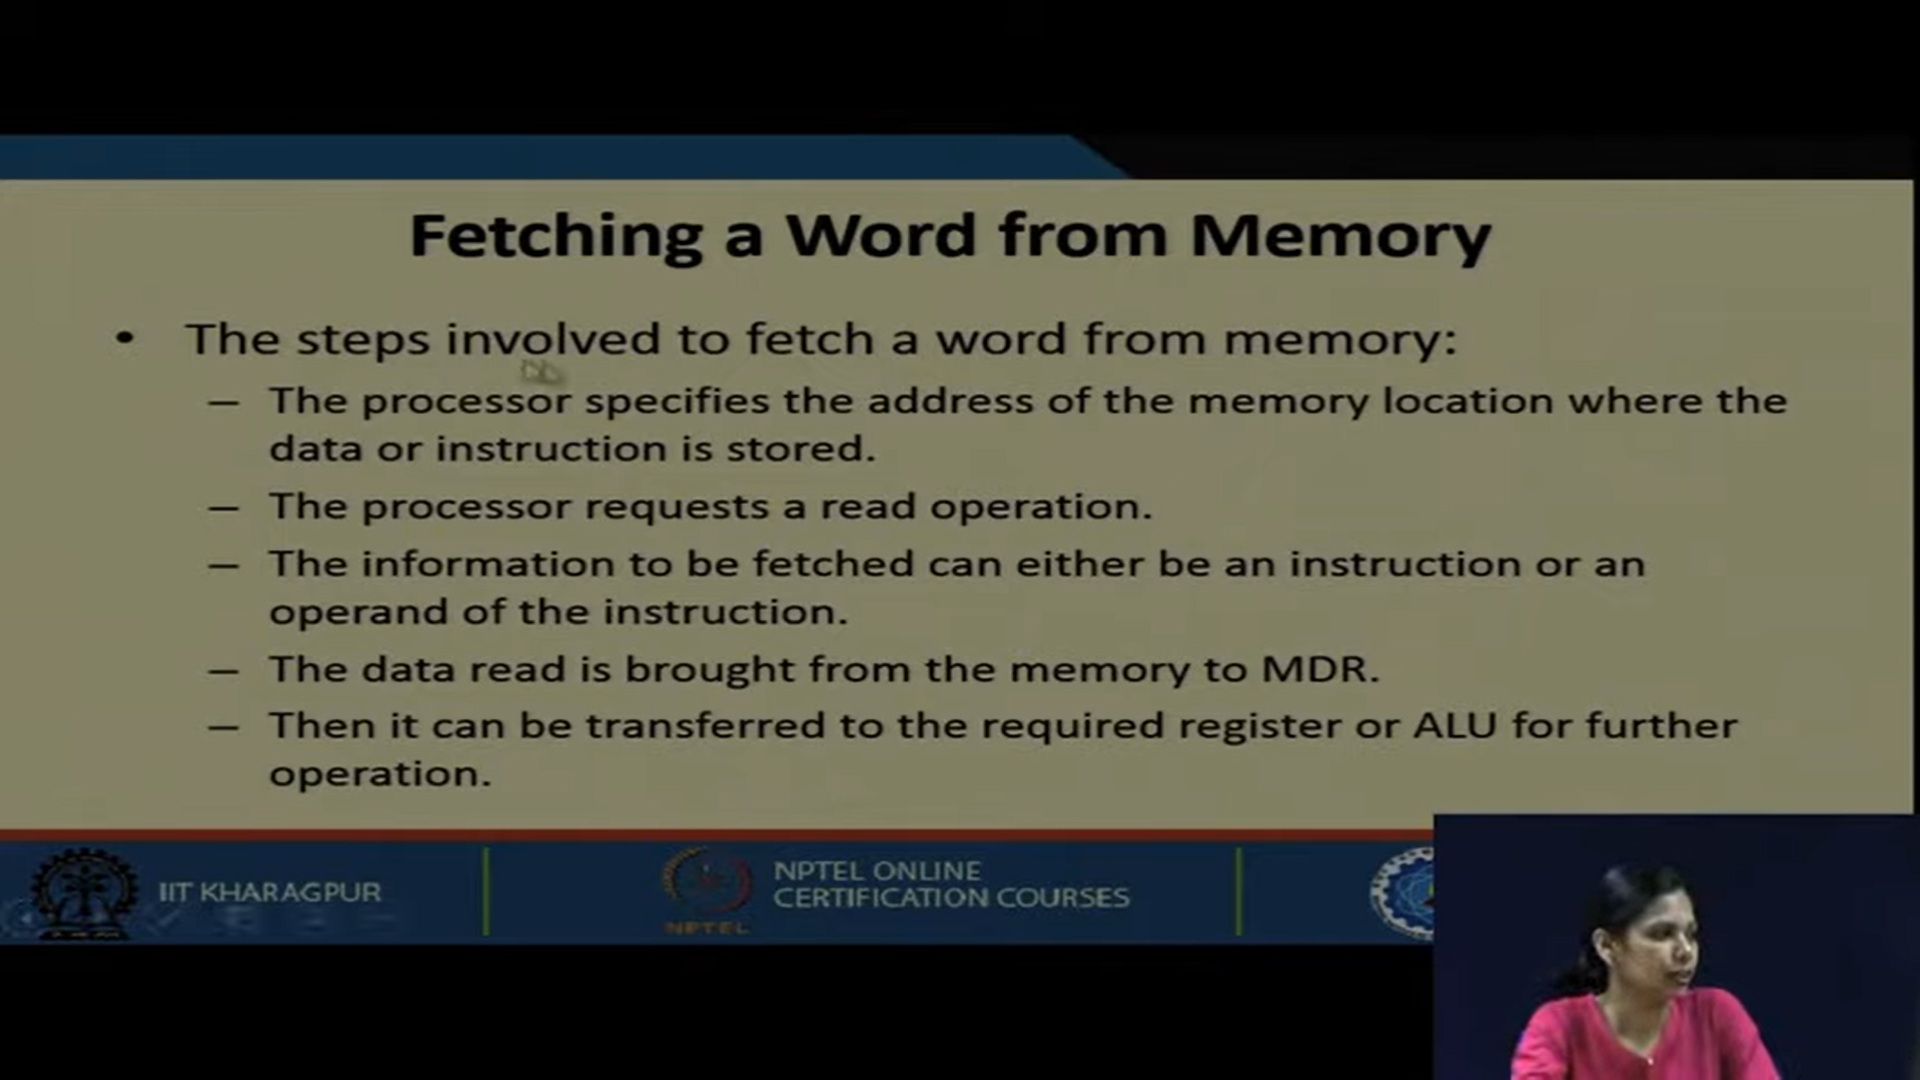 Fetching a Word from Memory
• The steps involved to fetch a word from memory:
– The processor specifies the address of the memory location where the
data or instruction is stored.
– The processor requests a read operation.
– The information to be fetched can either be an instruction or an
operand of the instruction.
– The data read is brought from the memory to MDR.
– Then it can be transferred to the required register or ALU for further
operation.
IIT KHARAGPUR
NPTEL ONLINE
CERTIFICATION COURSES
NPTEL